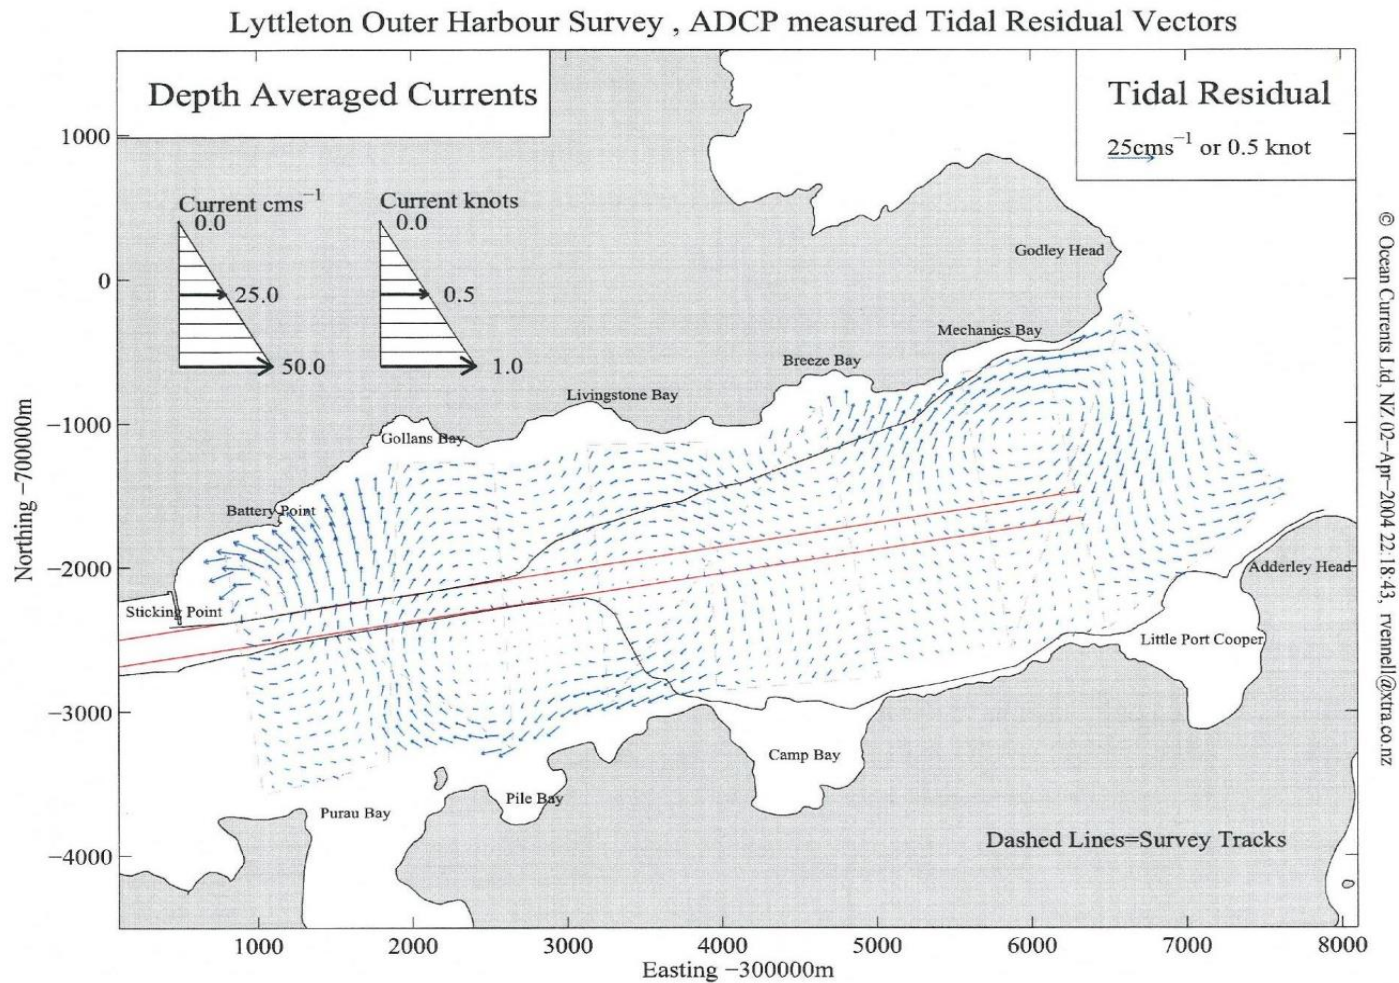 Lyttleton Outer Harbour Survey , ADCP measured Tidal Residual Vectors
Depth Averaged Currents
Tidal Residual
25cms⁻¹ or 0.5 knot
Current cms⁻¹
0.0
25.0
50.0
Current knots
0.0
0.5
1.0
Godley Head
Mechanics Bay
Breeze Bay
Livingstone Bay
Gollans Bay
Battery Point
Sticking Point
Adderley Head
Little Port Cooper
Camp Bay
Pile Bay
Purau Bay
Dashed Lines=Survey Tracks
1000
0
−1000
−2000
−3000
−4000
Northing −700000m
1000 2000 3000 4000 5000 6000 7000 8000
Easting −300000m
© Ocean Currents Ltd, NZ.02−Apr−2004 22:18:43, rvennell@xtra.co.nz